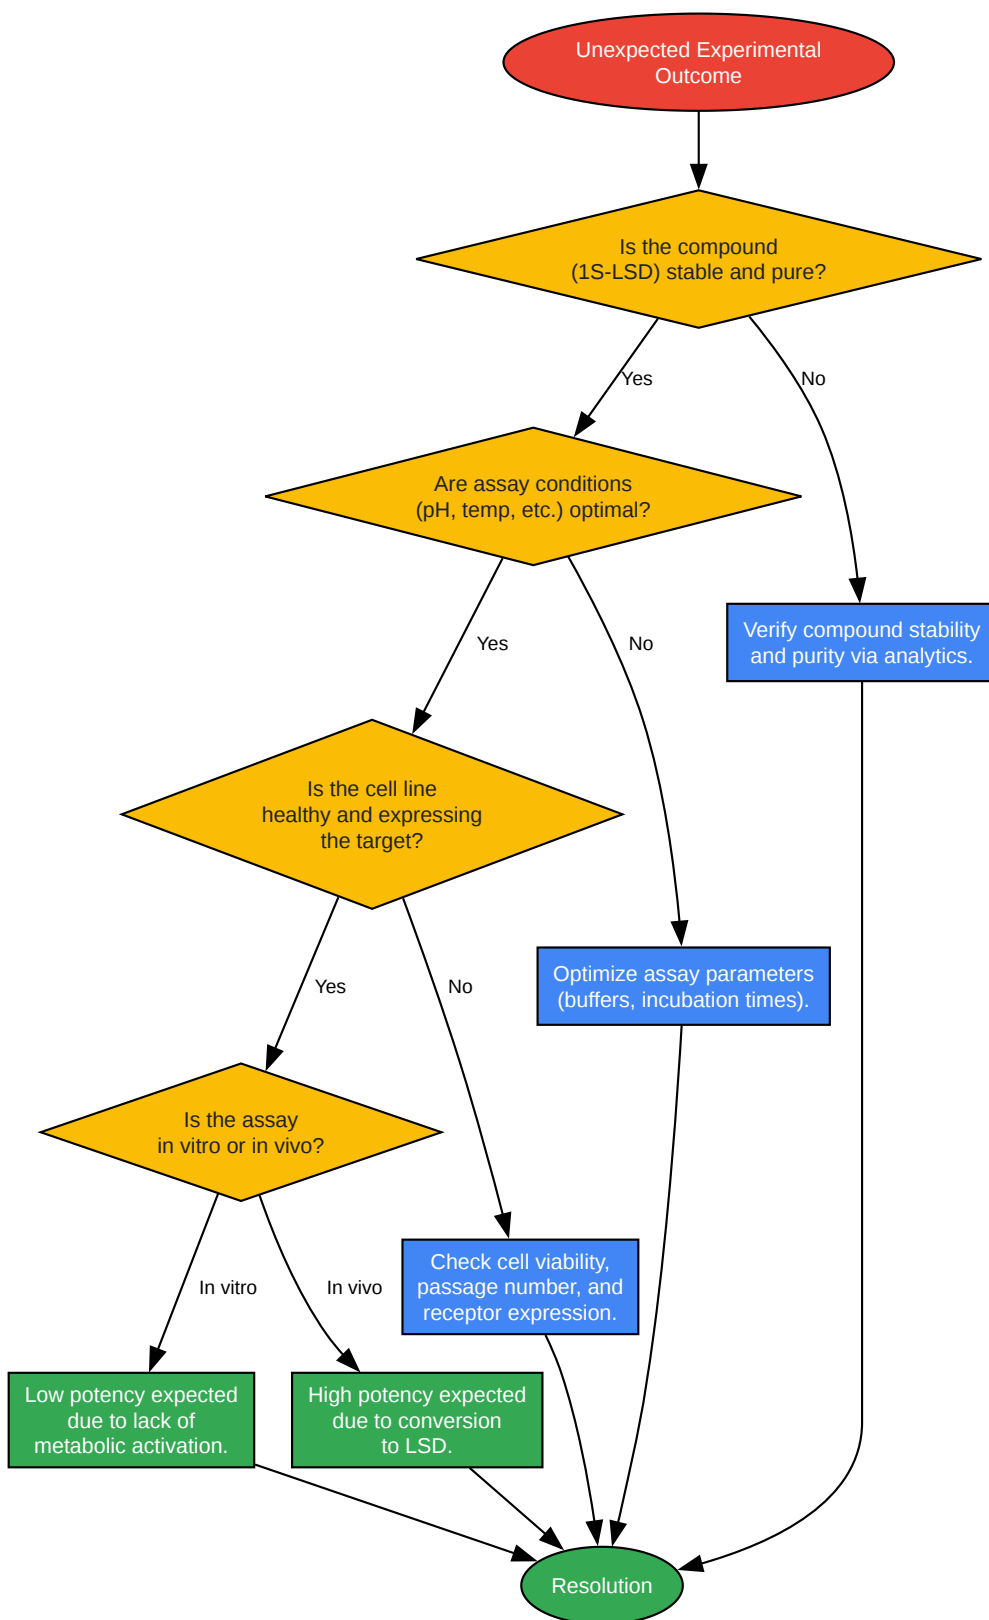 Unexpected Experimental
Outcome
Is the compound
(1S-LSD) stable and pure?
Yes
No
Are assay conditions
(pH, temp, etc.) optimal?
Yes
No
Verify compound stability
and purity via analytics.
Is the cell line
healthy and expressing
the target?
Yes
No
Optimize assay parameters
(buffers, incubation times).
Is the assay
in vitro or in vivo?
In vitro
In vivo
Check cell viability,
passage number, and
receptor expression.
Low potency expected
due to lack of
metabolic activation.
High potency expected
due to conversion
to LSD.
Resolution